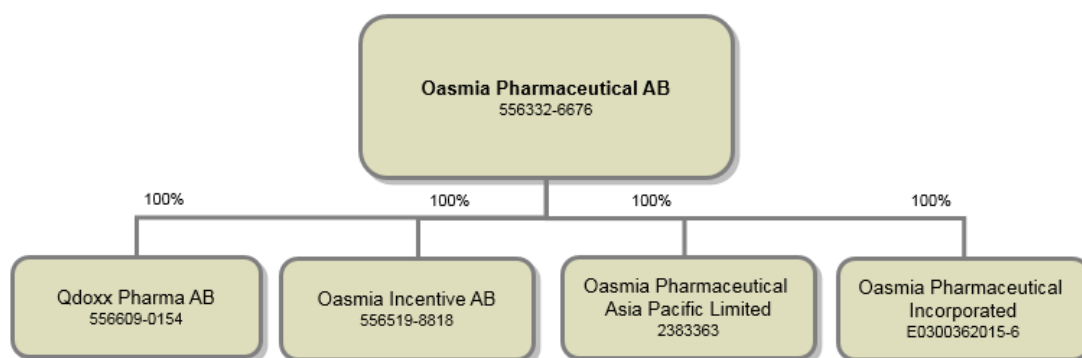 Oasmia Pharmaceutical AB
556332-6676
100%
100%
100%
100%
Qdoxx Pharma AB
556609-0154
Oasmia Incentive AB
556519-8818
Oasmia Pharmaceutical
Asia Pacific Limited
2383363
Oasmia Pharmaceutical
Incorporated
E0300362015-6